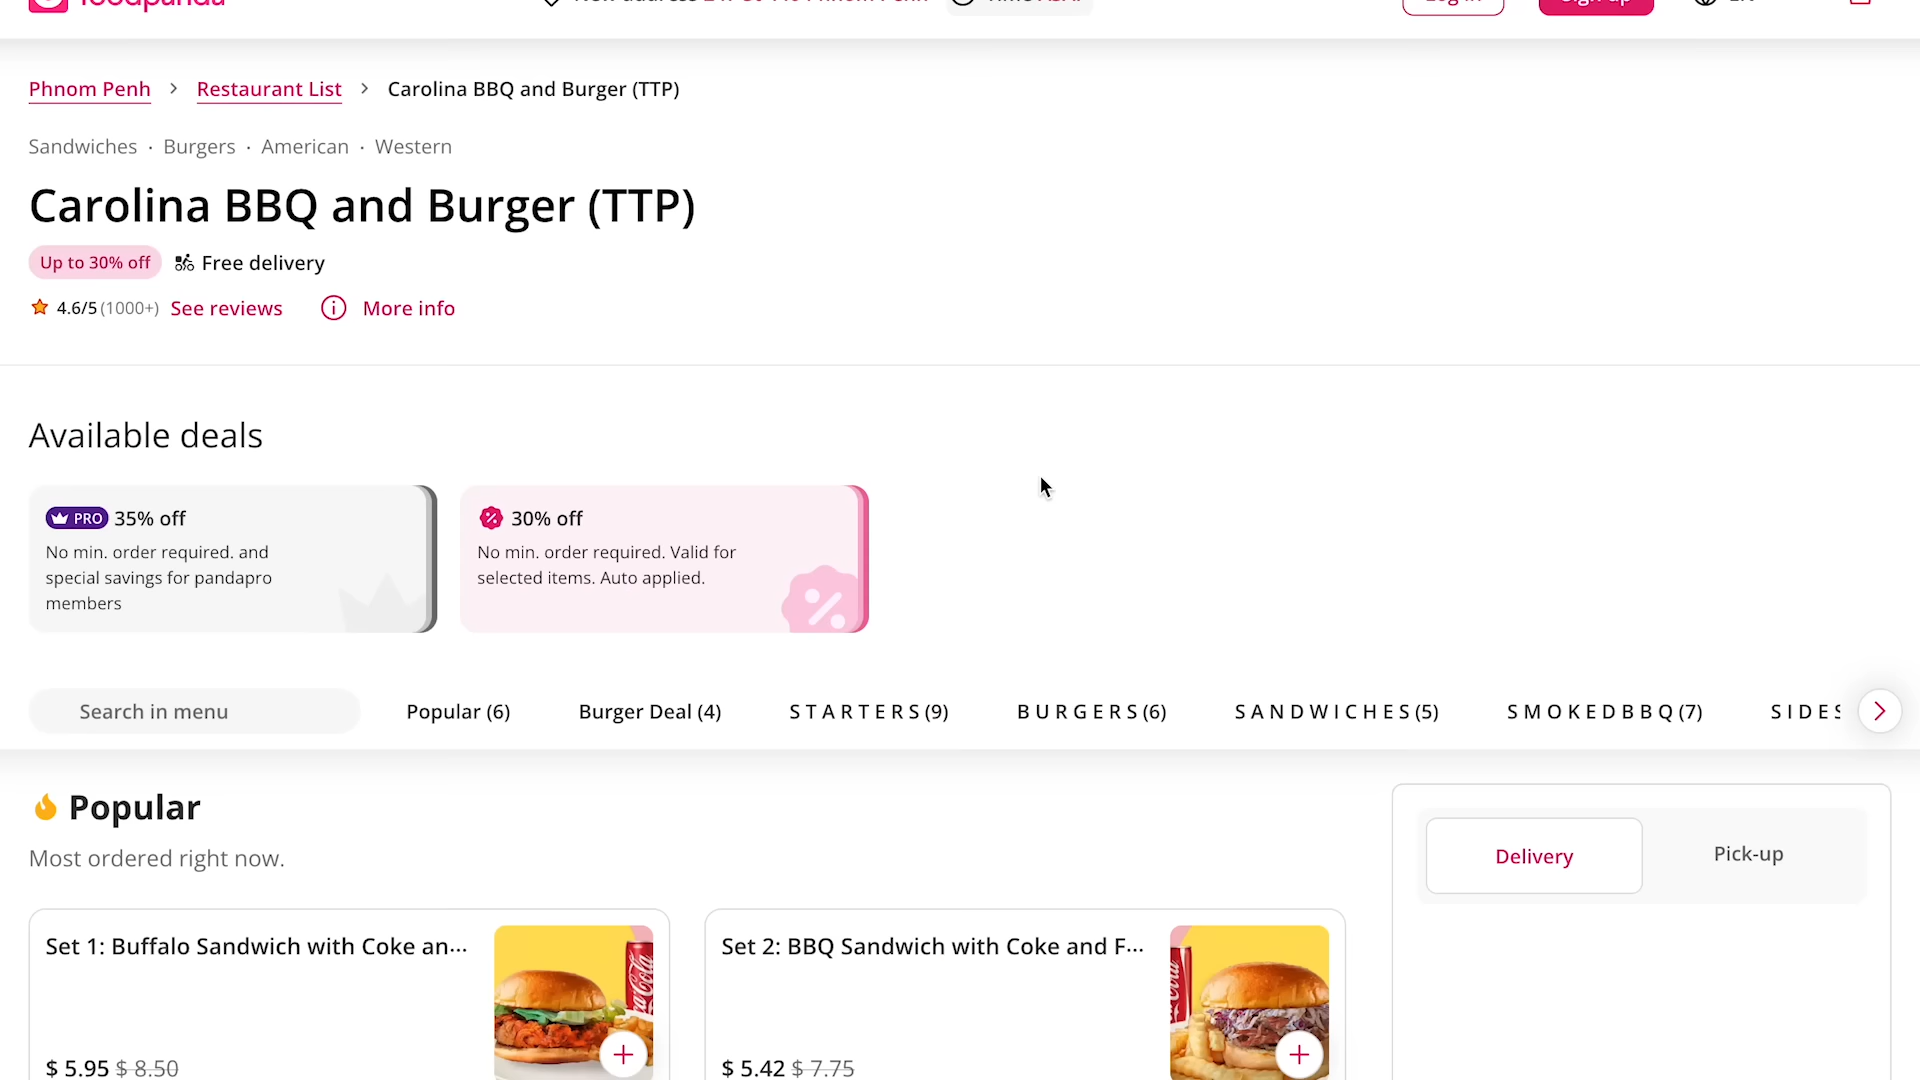 foodpanda
Phnom Penh > Restaurant List > Carolina BBQ and Burger (TTP)
Sandwiches · Burgers · American · Western
Carolina BBQ and Burger (TTP)
Up to 30% off Free delivery
4.6/5 (1000+) See reviews More info
Available deals
PRO 35% off
No min. order required. and
special savings for pandapro
members
30% off
No min. order required. Valid for
selected items. Auto applied.
Search in menu Popular (6) Burger Deal (4) S T A R T E R S (9) B U R G E R S (6) S A N D W I C H E S (5) S M O K E D B B Q (7) S I D E S
Popular
Most ordered right now.
Delivery Pick-up
Set 1: Buffalo Sandwich with Coke an...
$ 5.95 $ 8.50
Set 2: BBQ Sandwich with Coke and F...
$ 5.42 $ 7.75